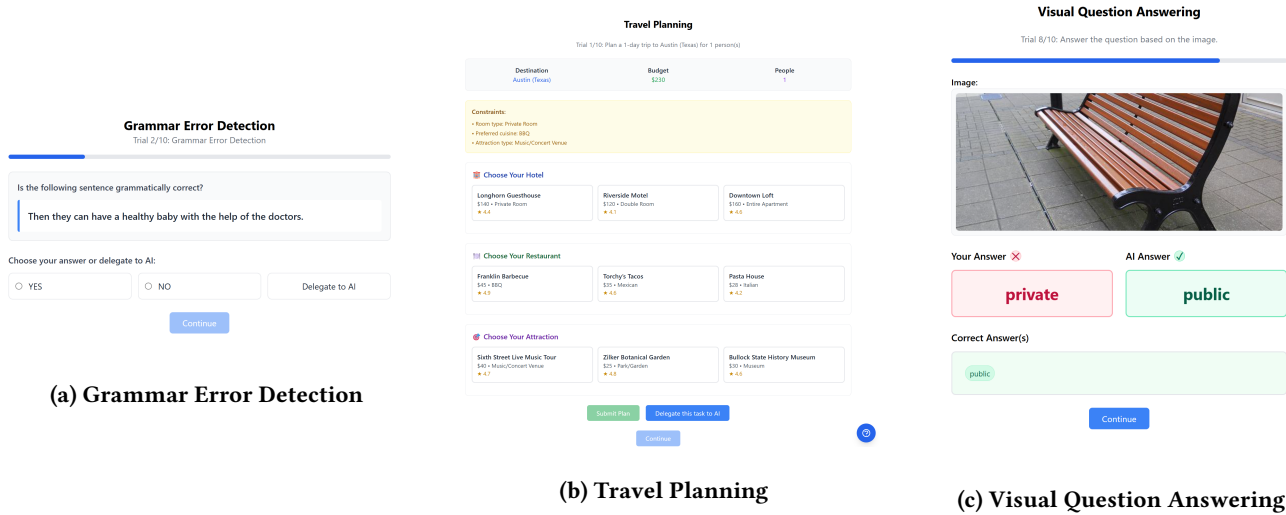 Grammar Error Detection
Trial 2/10: Grammar Error Detection
Is the following sentence grammatically correct?
Then they can have a healthy baby with the help of the doctors.
Choose your answer or delegate to AI:
YES
NO
Delegate to AI
Continue
(a) Grammar Error Detection
Travel Planning
Trial 1/10: Plan a 1-day trip to Austin (Texas) for 1 person(s)
Destination Budget People
Austin (Texas) $230 1
Constraints:
• Room type: Private Room
• Preferred cuisine: BBQ
• Attraction type: Music/Concert Venue
Choose Your Hotel
Longhorn Guesthouse Riverside Motel Downtown Loft
$140 • Private Room $120 • Double Room $160 • Entire Apartment
★ 4.4 ★ 4.1 ★ 4.6
Choose Your Restaurant
Franklin Barbecue Torchy's Tacos Pasta House
$45 • BBQ $35 • Mexican $28 • Italian
★ 4.9 ★ 4.6 ★ 4.2
Choose Your Attraction
Sixth Street Live Music Tour Zilker Botanical Garden Bullock State History Museum
$40 • Music/Concert Venue $25 • Park/Garden $30 • Museum
★ 4.7 ★ 4.8 ★ 4.6
Submit Plan Delegate this task to AI
Continue
(b) Travel Planning
Visual Question Answering
Trial 8/10: Answer the question based on the image.
Image:
Your Answer AI Answer
private public
Correct Answer(s)
public
Continue
(c) Visual Question Answering